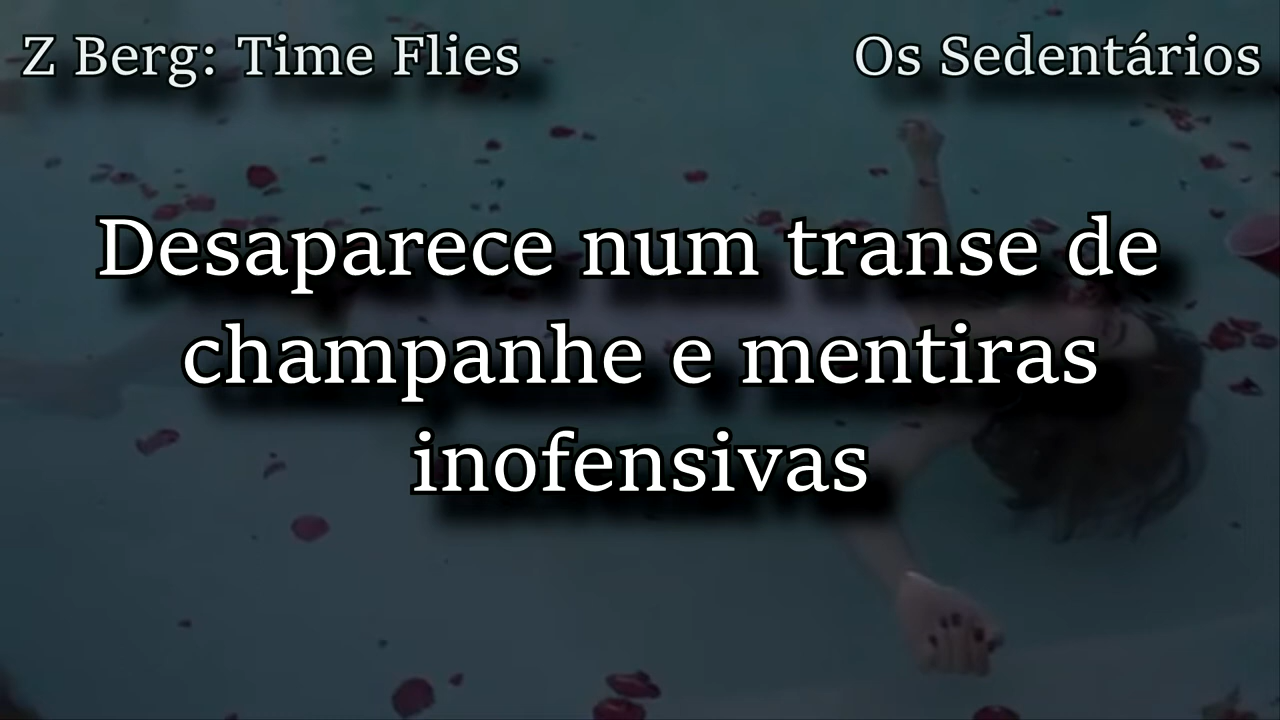 Z Berg: Time Flies
Os Sedentários
Desaparece num transe de
champanhe e mentiras
inofensivas